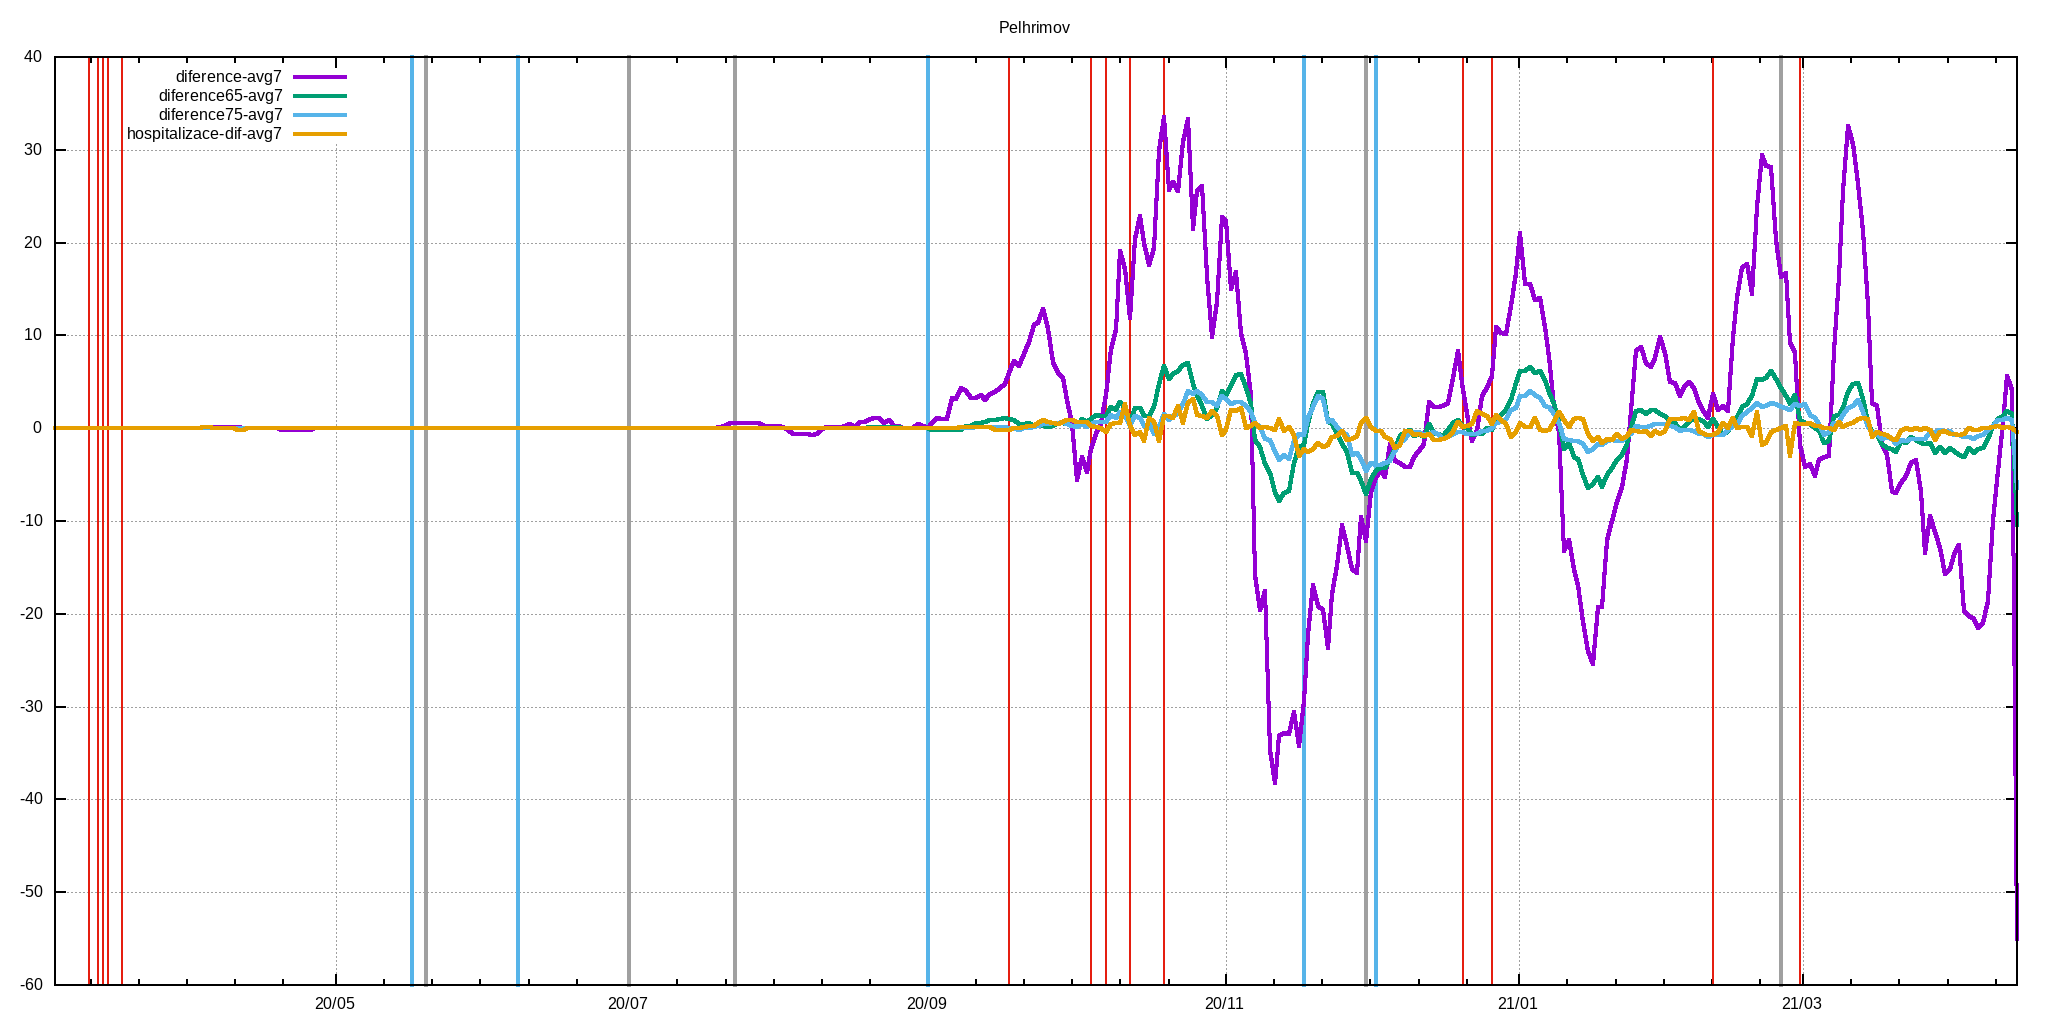 Pelhrimov
diference-avg7
diference65-avg7
diference75-avg7
hospitalizace-dif-avg7
40
30
20
10
0
-10
-20
-30
-40
-50
-60
20/05 20/07 20/09 20/11 21/01 21/03